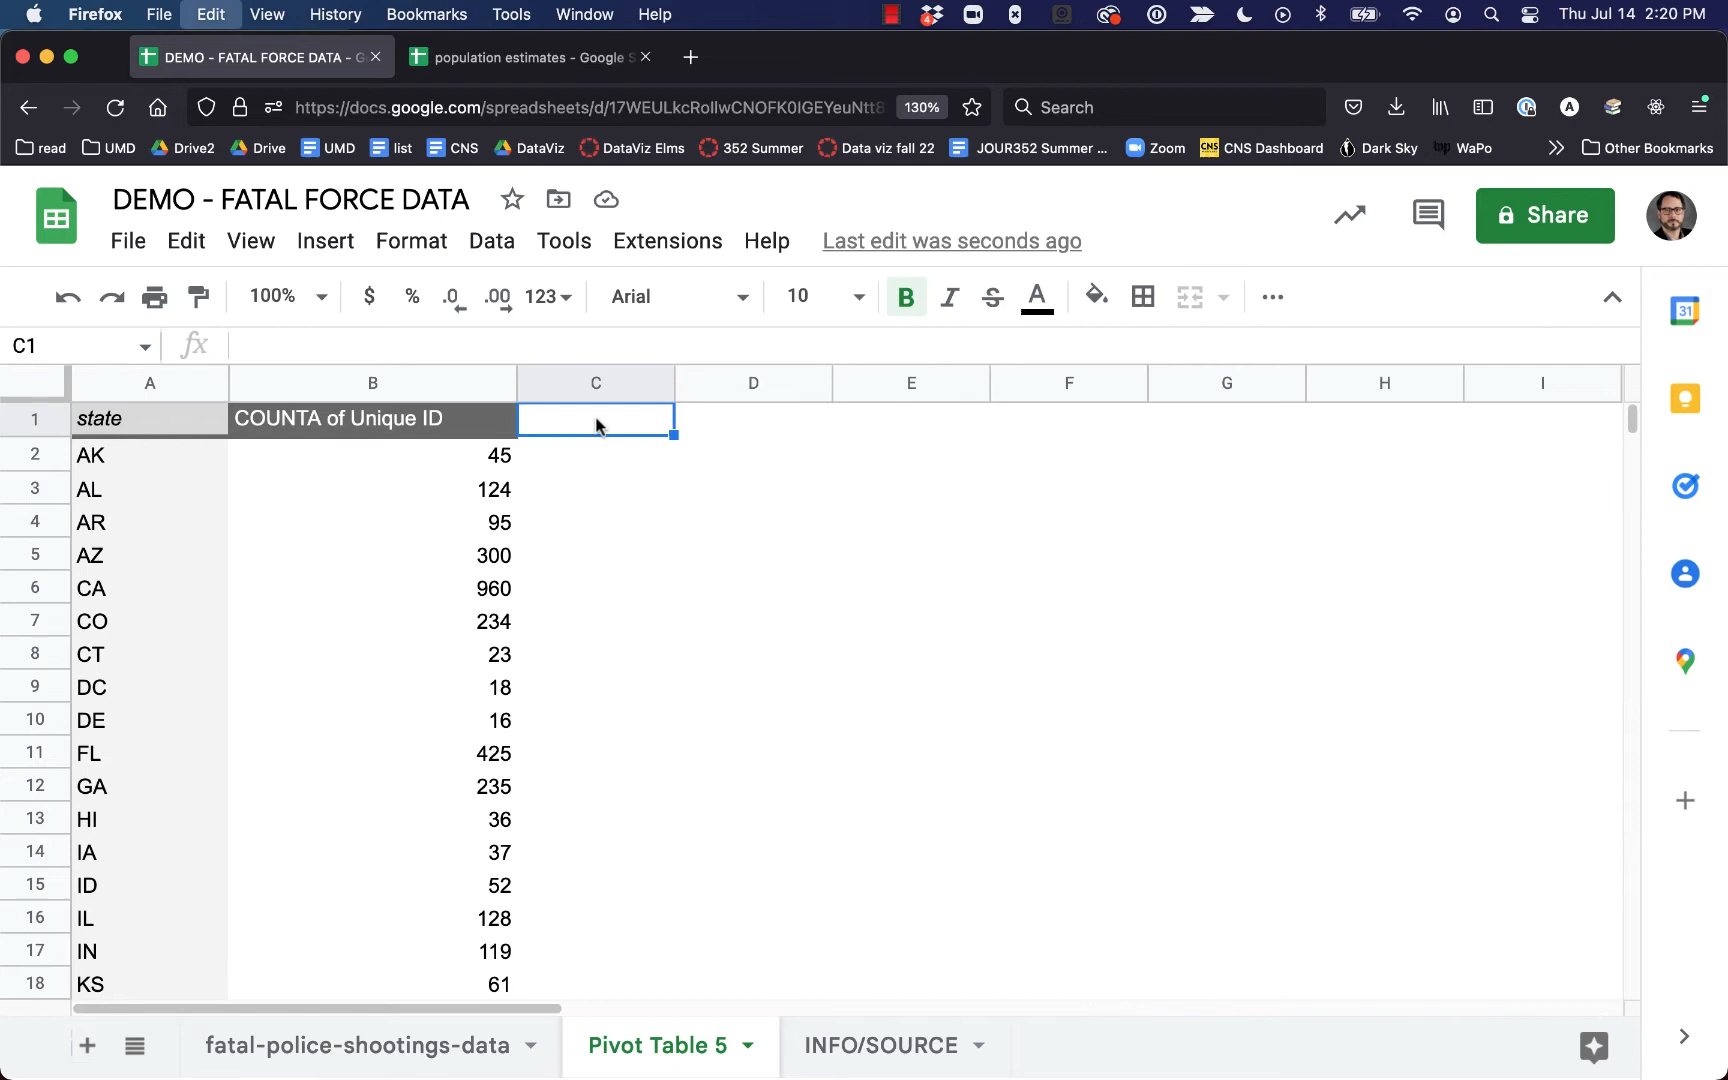 Firefox File Edit View History Bookmarks Tools Window Help 4 Thu Jul 14 2:20 PM
DEMO - FATAL FORCE DATA - G
population estimates - Google S
https://docs.google.com/spreadsheets/d/17WEULkcRollwCNOFK0IGEYeuNtt8 130% Search
read UMD Drive2 Drive UMD list CNS DataViz DataViz Elms 352 Summer Data viz fall 22 JOUR352 Summer ... Zoom CNS Dashboard Dark Sky WaPo Other Bookmarks
DEMO - FATAL FORCE DATA
Share
File Edit View Insert Format Data Tools Extensions Help Last edit was seconds ago
100% $ % .0 .00 123 Arial 10 B I S A
31
C1 fx
A B C D E F G H I
1 state COUNTA of Unique ID
2 AK 45
3 AL 124
4 AR 95
5 AZ 300
6 CA 960
7 CO 234
8 CT 23
9 DC 18
10 DE 16
11 FL 425
12 GA 235
13 HI 36
14 IA 37
15 ID 52
16 IL 128
17 IN 119
18 KS 61
fatal-police-shootings-data Pivot Table 5 INFO/SOURCE